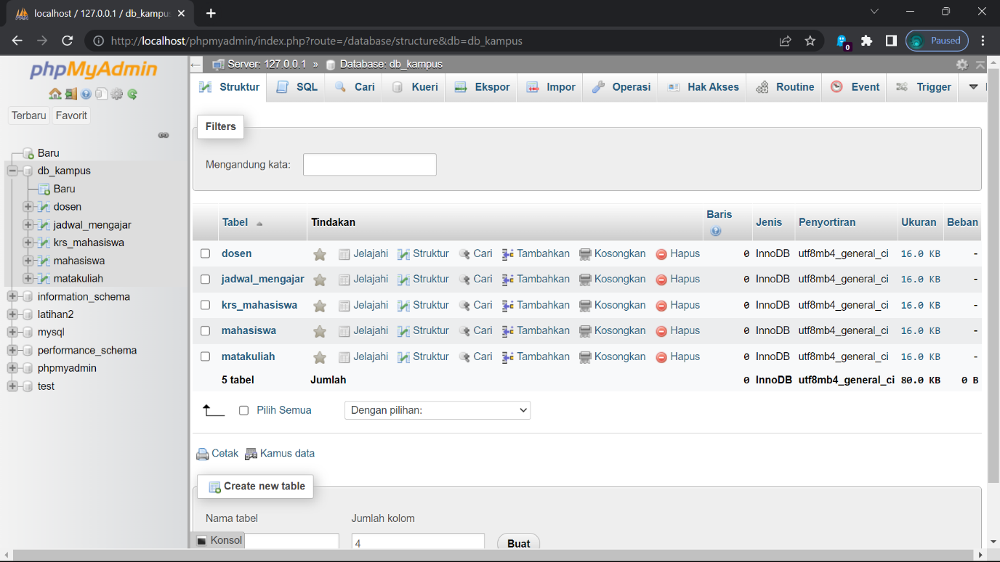 localhost / 127.0.0.1 / db_kampu
http://localhost/phpmyadmin/index.php?route=/database/structure&db=db_kampus
0
Paused
phpMyAdmin
Terbaru Favorit
Baru
db_kampus
Baru
dosen
jadwal_mengajar
krs_mahasiswa
mahasiswa
matakuliah
information_schema
latihan2
mysql
performance_schema
phpmyadmin
test
Server: 127.0.0.1 » Database: db_kampus
Struktur SQL Cari Kueri Ekspor Impor Operasi Hak Akses Routine Event Trigger
Filters
Mengandung kata:
Tabel Tindakan Baris Jenis Penyortiran Ukuran Beban
dosen Jelajahi Struktur Cari Tambahkan Kosongkan Hapus 0 InnoDB utf8mb4_general_ci 16.0 KB -
jadwal_mengajar Jelajahi Struktur Cari Tambahkan Kosongkan Hapus 0 InnoDB utf8mb4_general_ci 16.0 KB -
krs_mahasiswa Jelajahi Struktur Cari Tambahkan Kosongkan Hapus 0 InnoDB utf8mb4_general_ci 16.0 KB -
mahasiswa Jelajahi Struktur Cari Tambahkan Kosongkan Hapus 0 InnoDB utf8mb4_general_ci 16.0 KB -
matakuliah Jelajahi Struktur Cari Tambahkan Kosongkan Hapus 0 InnoDB utf8mb4_general_ci 16.0 KB -
5 tabel Jumlah 0 InnoDB utf8mb4_general_ci 80.0 KB 0 B
Pilih Semua Dengan pilihan:
Cetak Kamus data
Create new table
Nama tabel Jumlah kolom
Konsol 4 Buat